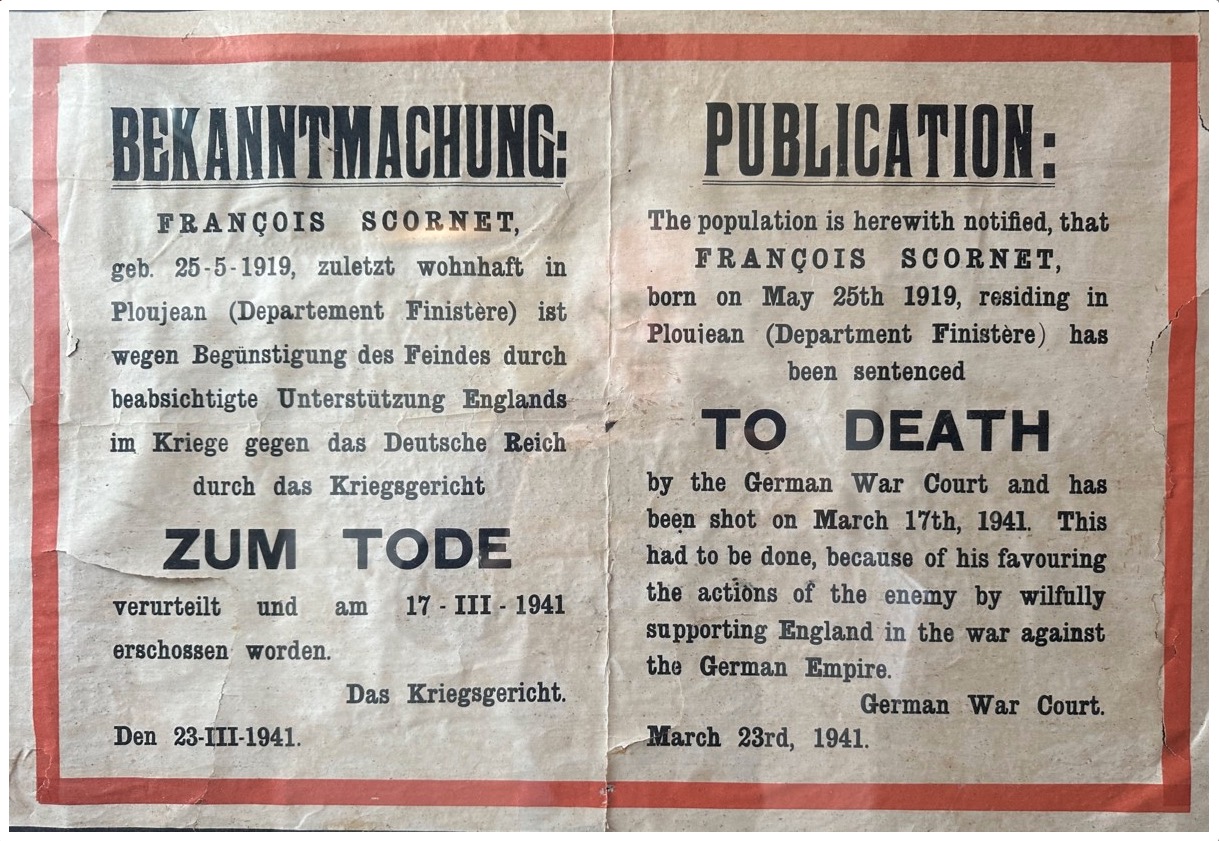 BEKANNTMACHUNG:
FRANÇOIS SCORNET,
geb. 25-5-1919, zuletzt wohnhaft in
Ploujean (Departement Finistère) ist
wegen Begünstigung des Feindes durch
beabsichtigte Unterstützung Englands
im Kriege gegen das Deutsche Reich
durch das Kriegsgericht
ZUM TODE
verurteilt und am 17 - III - 1941
erschossen worden.
Das Kriegsgericht.
Den 23-III-1941.
PUBLICATION:
The population is herewith notified, that
FRANÇOIS SCORNET,
born on May 25th 1919, residing in
Ploujean (Department Finistère) has
been sentenced
TO DEATH
by the German War Court and has
been shot on March 17th, 1941. This
had to be done, because of his favouring
the actions of the enemy by wilfully
supporting England in the war against
the German Empire.
German War Court.
March 23rd, 1941.